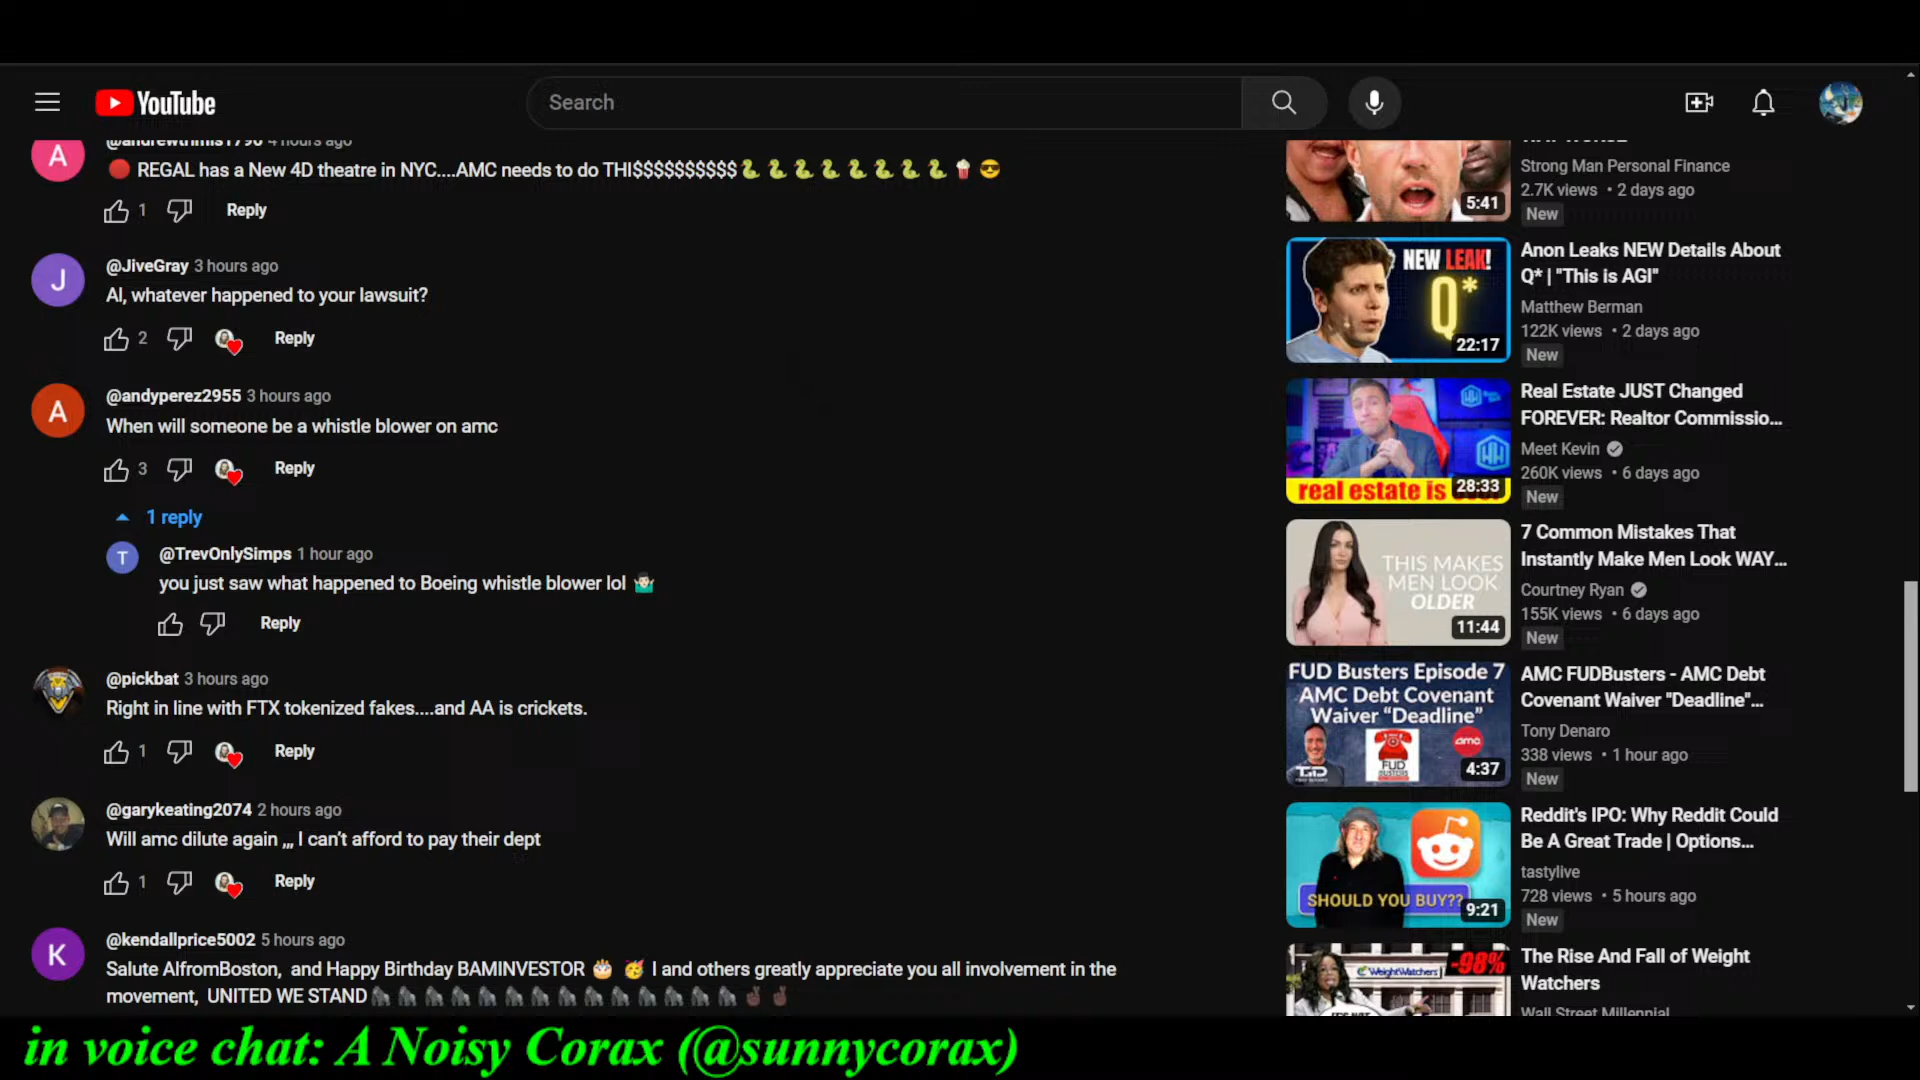 YouTube
Search
@andrewthimis1790 4 hours ago
A
REGAL has a New 4D theatre in NYC....AMC needs to do THI$$$$$$$$$$
1
Reply
J
@JiveGray 3 hours ago
Al, whatever happened to your lawsuit?
2
Reply
A
@andyperez2955 3 hours ago
When will someone be a whistle blower on amc
3
Reply
1 reply
T
@TrevOnlySimps 1 hour ago
you just saw what happened to Boeing whistle blower lol
Reply
@pickbat 3 hours ago
Right in line with FTX tokenized fakes....and AA is crickets.
1
Reply
@garykeating2074 2 hours ago
Will amc dilute again ,,, I can't afford to pay their dept
1
Reply
K
@kendallprice5002 5 hours ago
Salute AlfromBoston, and Happy Birthday BAMINVESTOR 🎂 🥳 I and others greatly appreciate you all involvement in the
movement, UNITED WE STAND
5:41
Strong Man Personal Finance
2.7K views • 2 days ago
New
NEW LEAK!
Q*
22:17
Anon Leaks NEW Details About
Q* | "This is AGI"
Matthew Berman
122K views • 2 days ago
New
real estate is
28:33
Real Estate JUST Changed
FOREVER: Realtor Commissio...
Meet Kevin
260K views • 6 days ago
New
THIS MAKES
MEN LOOK
OLDER
11:44
7 Common Mistakes That
Instantly Make Men Look WAY...
Courtney Ryan
155K views • 6 days ago
New
FUD Busters Episode 7
AMC Debt Covenant
Waiver “Deadline”
amc
FUD
4:37
AMC FUDBusters - AMC Debt
Covenant Waiver "Deadline"...
Tony Denaro
338 views • 1 hour ago
New
SHOULD YOU BUY??
9:21
Reddit's IPO: Why Reddit Could
Be A Great Trade | Options...
tastylive
728 views • 5 hours ago
New
WeightWatchers
-98%
The Rise And Fall of Weight
Watchers
Wall Street Millennial
in voice chat: A Noisy Corax (@sunnycorax)